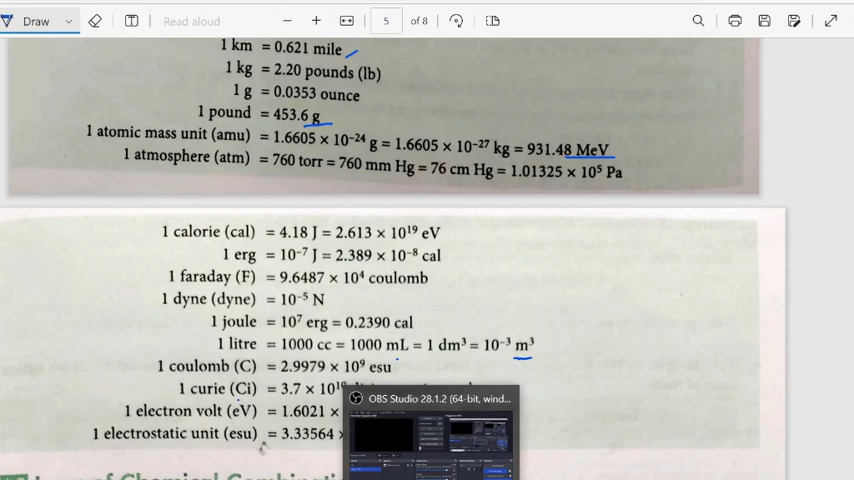 Draw
Read aloud
5 of 8
1 km = 0.621 mile
1 kg = 2.20 pounds (lb)
1 g = 0.0353 ounce
1 pound = 453.6 g
1 atomic mass unit (amu) = 1.6605 × 10⁻²⁴ g = 1.6605 × 10⁻²⁷ kg = 931.48 MeV
1 atmosphere (atm) = 760 torr = 760 mm Hg = 76 cm Hg = 1.01325 × 10⁵ Pa
1 calorie (cal) = 4.18 J = 2.613 × 10¹⁹ eV
1 erg = 10⁻⁷ J = 2.389 × 10⁻⁸ cal
1 faraday (F) = 9.6487 × 10⁴ coulomb
1 dyne (dyne) = 10⁻⁵ N
1 joule = 10⁷ erg = 0.2390 cal
1 litre = 1000 cc = 1000 mL = 1 dm³ = 10⁻³ m³
1 coulomb (C) = 2.9979 × 10⁹ esu
1 curie (Ci) = 3.7 × 10¹⁰
1 electron volt (eV) = 1.6021 ×
1 electrostatic unit (esu) = 3.33564 ×
OBS Studio 28.1.2 (64-bit, wind...
of Chemical Combination